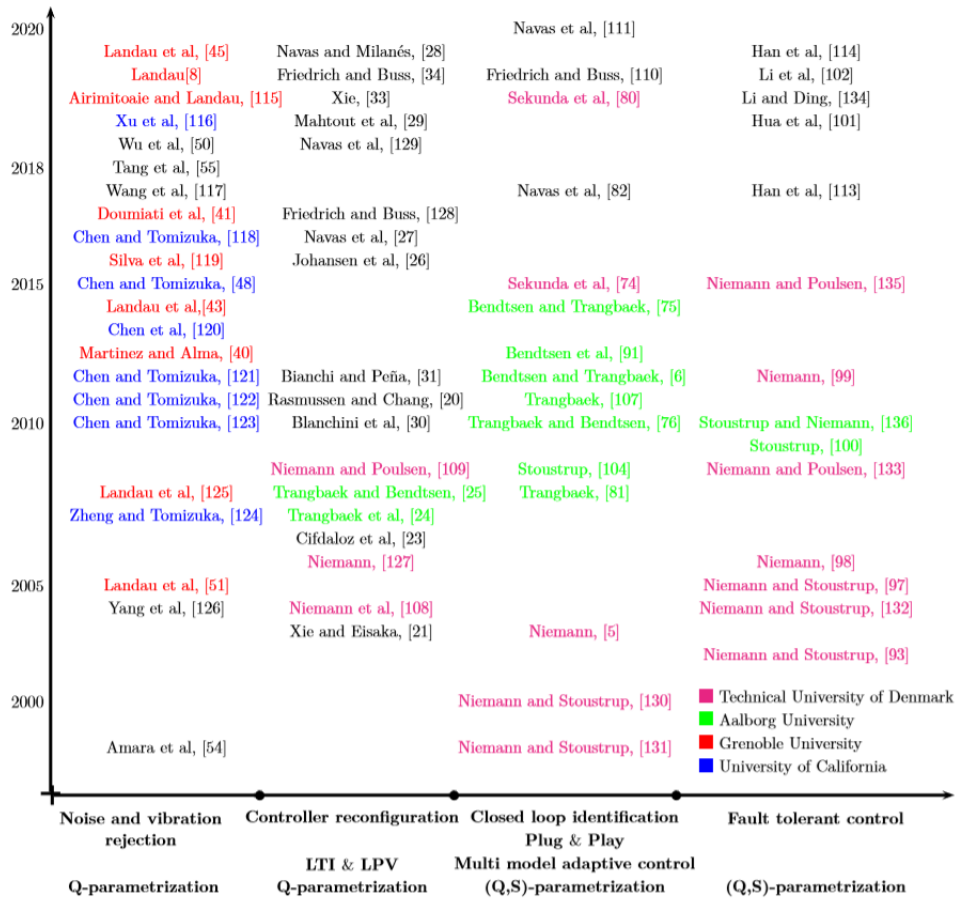 2020
Navas et al, [111]
Landau et al, [45] Navas and Milanés, [28] Han et al, [114]
Landau[8] Friedrich and Buss, [34] Friedrich and Buss, [110] Li et al, [102]
Airimitoaie and Landau, [115] Xie, [33] Sekunda et al, [80] Li and Ding, [134]
Xu et al, [116] Mahtout et al, [29] Hua et al, [101]
Wu et al, [50] Navas et al, [129]
2018 Tang et al, [55]
Wang et al, [117] Navas et al, [82] Han et al, [113]
Doumiati et al, [41] Friedrich and Buss, [128]
Chen and Tomizuka, [118] Navas et al, [27]
Silva et al, [119] Johansen et al, [26]
2015 Chen and Tomizuka, [48] Sekunda et al, [74] Niemann and Poulsen, [135]
Landau et al,[43] Bendtsen and Trangbaek, [75]
Chen et al, [120]
Martinez and Alma, [40] Bendtsen et al, [91]
Chen and Tomizuka, [121] Bianchi and Peña, [31] Bendtsen and Trangbaek, [6] Niemann, [99]
Chen and Tomizuka, [122] Rasmussen and Chang, [20] Trangbaek, [107]
2010 Chen and Tomizuka, [123] Blanchini et al, [30] Trangbaek and Bendtsen, [76] Stoustrup and Niemann, [136]
Stoustrup, [100]
Niemann and Poulsen, [109] Stoustrup, [104] Niemann and Poulsen, [133]
Landau et al, [125] Trangbaek and Bendtsen, [25] Trangbaek, [81]
Zheng and Tomizuka, [124] Trangbaek et al, [24]
Cifdaloz et al, [23]
Niemann, [127] Niemann, [98]
2005 Landau et al, [51] Niemann and Stoustrup, [97]
Yang et al, [126] Niemann et al, [108] Niemann and Stoustrup, [132]
Xie and Eisaka, [21] Niemann, [5]
Niemann and Stoustrup, [93]
2000 Niemann and Stoustrup, [130]
Technical University of Denmark
Aalborg University
Amara et al, [54] Niemann and Stoustrup, [131] Grenoble University
University of California
Noise and vibration Controller reconfiguration Closed loop identification Fault tolerant control
rejection Plug & Play
LTI & LPV Multi model adaptive control
Q-parametrization Q-parametrization (Q,S)-parametrization (Q,S)-parametrization